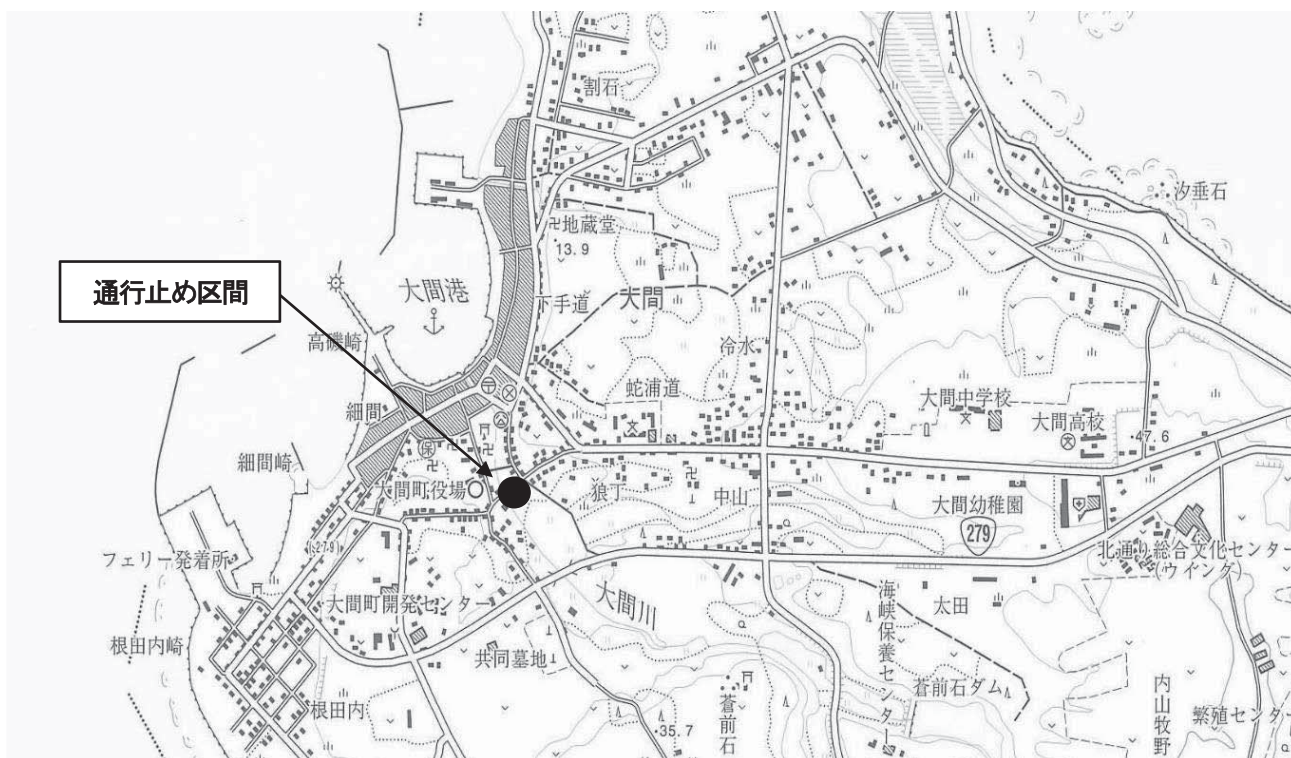 割石
汐垂石
地蔵堂
13.9
通行止め区間
大間港
下手道
大間
高磯崎
冷水
細間
蛇浦道
大間中学校
大間高校
47.6
細間崎
保
大間町役場
狼丁
中山
大間幼稚園
279
フェリー発着所
北通り総合文化センター
(ウイング)
大間町開発センター
大間川
海峡保養センター
太田
根田内崎
共同墓地
蒼前石ダム
内山牧野
根田内
蒼前石
35.7
繁殖センター